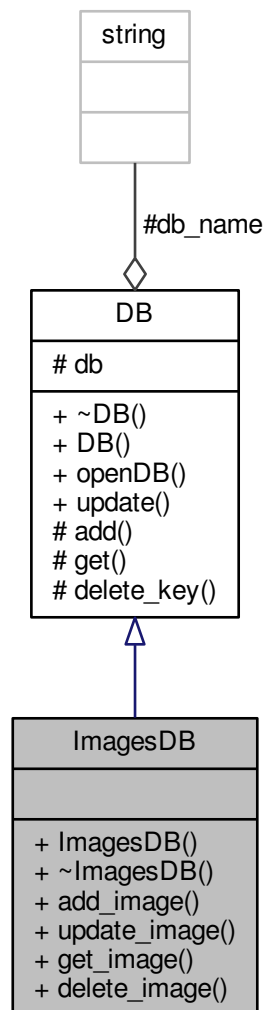 string
#db_name
DB
# db
+ ~DB()
+ DB()
+ openDB()
+ update()
# add()
# get()
# delete_key()
ImagesDB
+ ImagesDB()
+ ~ImagesDB()
+ add_image()
+ update_image()
+ get_image()
+ delete_image()